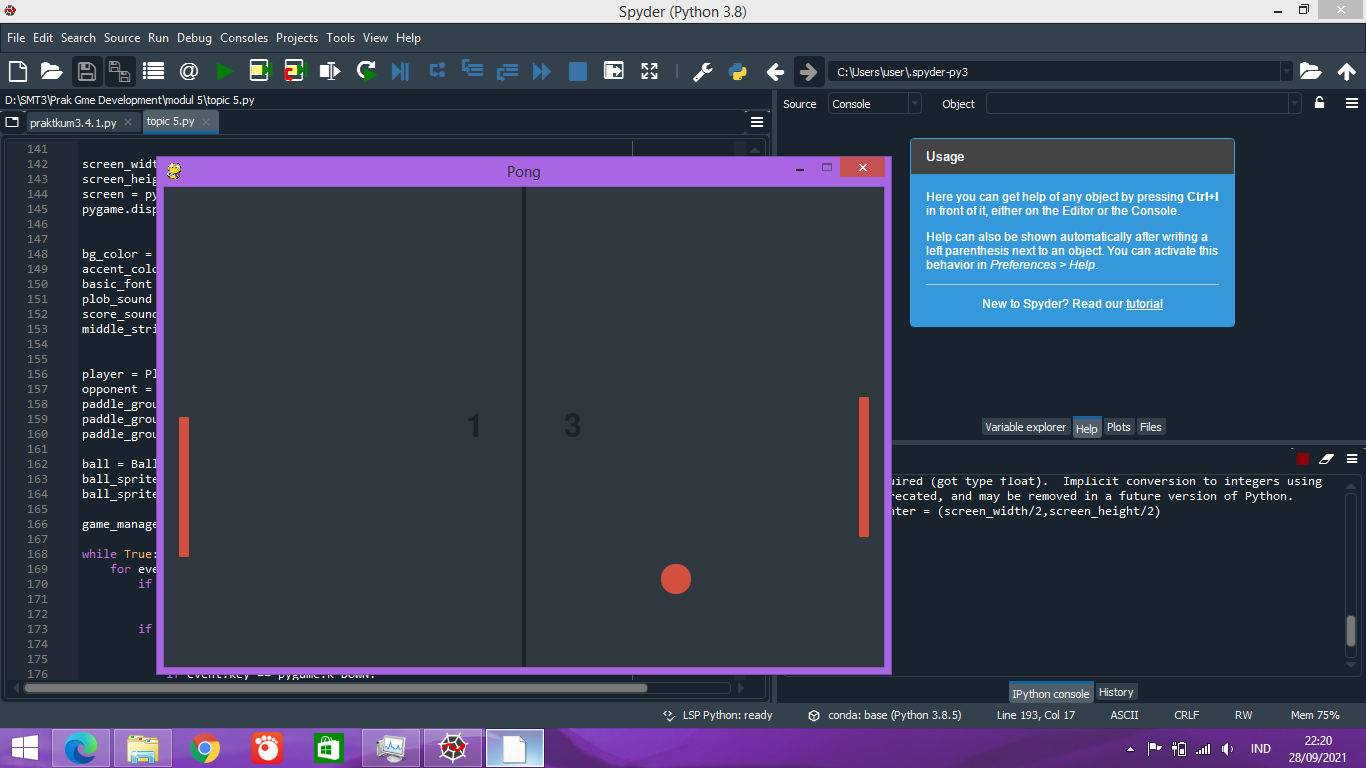 Spyder (Python 3.8)
File Edit Search Source Run Debug Consoles Projects Tools View Help
C:\Users\user\.spyder-py3
D:\SMT3\Prak Gme Development\modul 5\topic 5.py
Source Console Object
praktkum3.4.1.py topic 5.py
141
142 screen_widt
143 screen_heig
144 screen = py
145 pygame.disp
146
147
148 bg_color =
149 accent_colo
150 basic_font
151 plob_sound
152 score_sound
153 middle_stri
154
155
156 player = Pl
157 opponent =
158 paddle_grou
159 paddle_grou
160 paddle_grou
161
162 ball = Ball
163 ball_sprite
164 ball_sprite
165
166 game_manage
167
168 while True:
169 for eve
170 if
171
172
173 if
174
175
176 if event.key == pygame.K_DOWN:
Pong
1 3
Usage
Here you can get help of any object by pressing Ctrl+I
in front of it, either on the Editor or the Console.
Help can also be shown automatically after writing a
left parenthesis next to an object. You can activate this
behavior in Preferences > Help.
New to Spyder? Read our tutorial
Variable explorer Help Plots Files
uired (got type float). Implicit conversion to integers using
recated, and may be removed in a future version of Python.
nter = (screen_width/2,screen_height/2)
IPython console History
LSP Python: ready conda: base (Python 3.8.5) Line 193, Col 17 ASCII CRLF RW Mem 75%
IND
22:20
28/09/2021